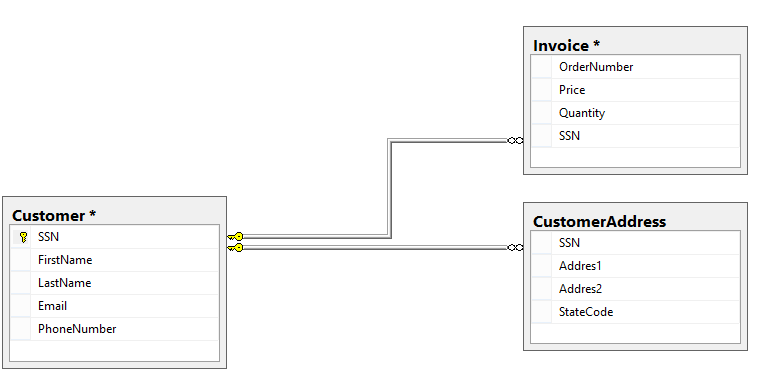 Invoice *
OrderNumber
Price
Quantity
SSN
Customer *
SSN
FirstName
LastName
Email
PhoneNumber
CustomerAddress
SSN
Addres1
Addres2
StateCode